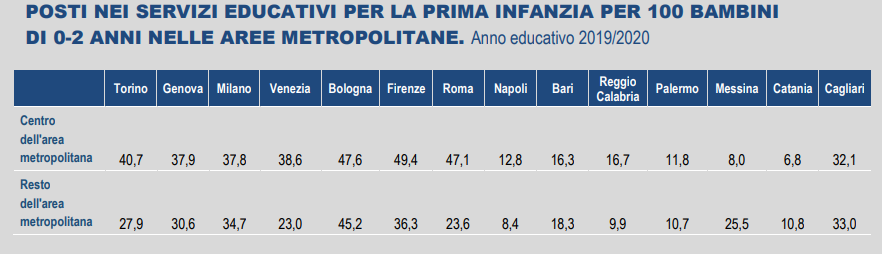 POSTI NEI SERVIZI EDUCATIVI PER LA PRIMA INFANZIA PER 100 BAMBINI
DI 0-2 ANNI NELLE AREE METROPOLITANE. Anno educativo 2019/2020
Torino Genova Milano Venezia Bologna Firenze Roma Napoli Bari Reggio Calabria Palermo Messina Catania Cagliari
Centro
dell'area
metropolitana 40,7 37,9 37,8 38,6 47,6 49,4 47,1 12,8 16,3 16,7 11,8 8,0 6,8 32,1
Resto
dell'area
metropolitana 27,9 30,6 34,7 23,0 45,2 36,3 23,6 8,4 18,3 9,9 10,7 25,5 10,8 33,0